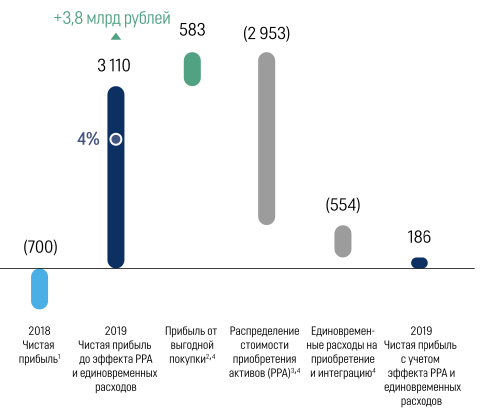 +3,8 млрд рублей
583
(2 953)
3 110
4%
(554)
(700)
186
2018
Чистая
прибыль¹
2019
Чистая прибыль
до эффекта PPA
и единовременных
расходов
Прибыль от
выгодной
покупки²,⁴
Распределение
стоимости
приобретения
активов (PPA)³,⁴
Единовремен-
ные расходы на
приобретение
и интеграцию⁴
2019
Чистая прибыль
с учетом
эффекта PPA и
единовременных
расходов